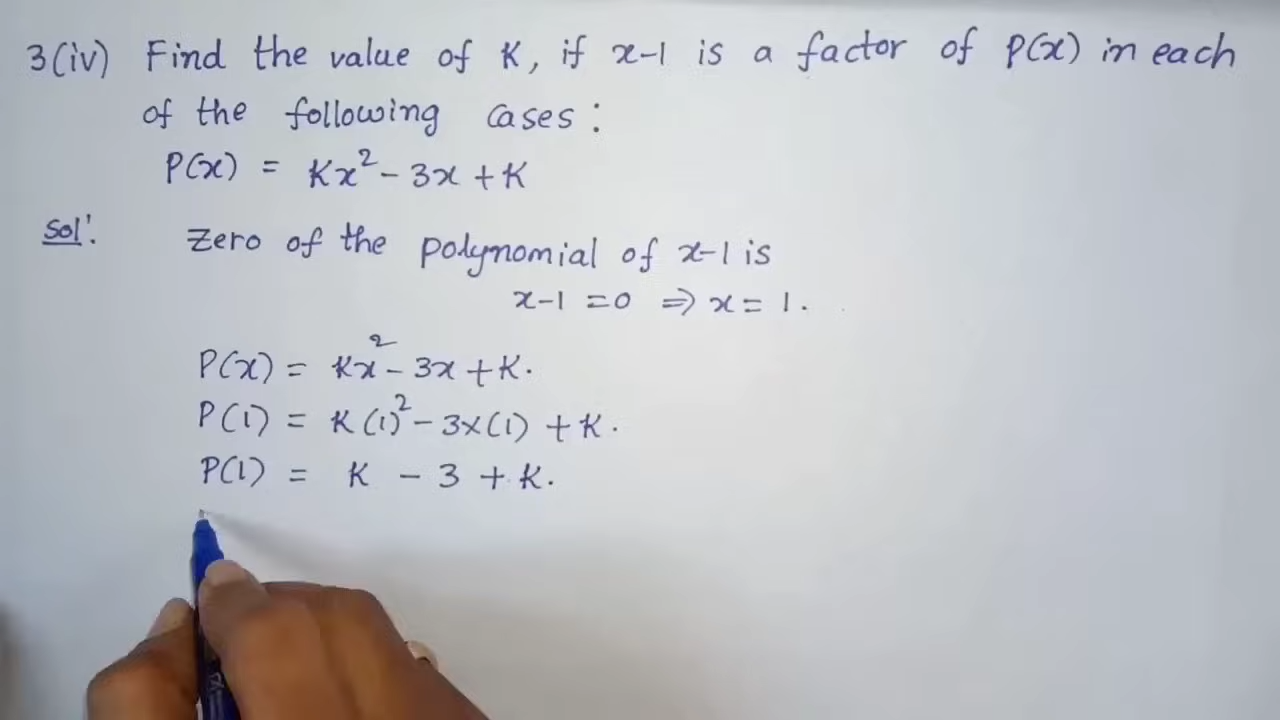 3(iv) Find the value of K, if x-1 is a factor of P(x) in each
of the following cases:
P(x) = Kx² - 3x + K
Sol': Zero of the polynomial of x-1 is
x-1 = 0 ⇒ x = 1.
P(x) = Kx² - 3x + K.
P(1) = K(1)² - 3×(1) + K.
P(1) = K - 3 + K.